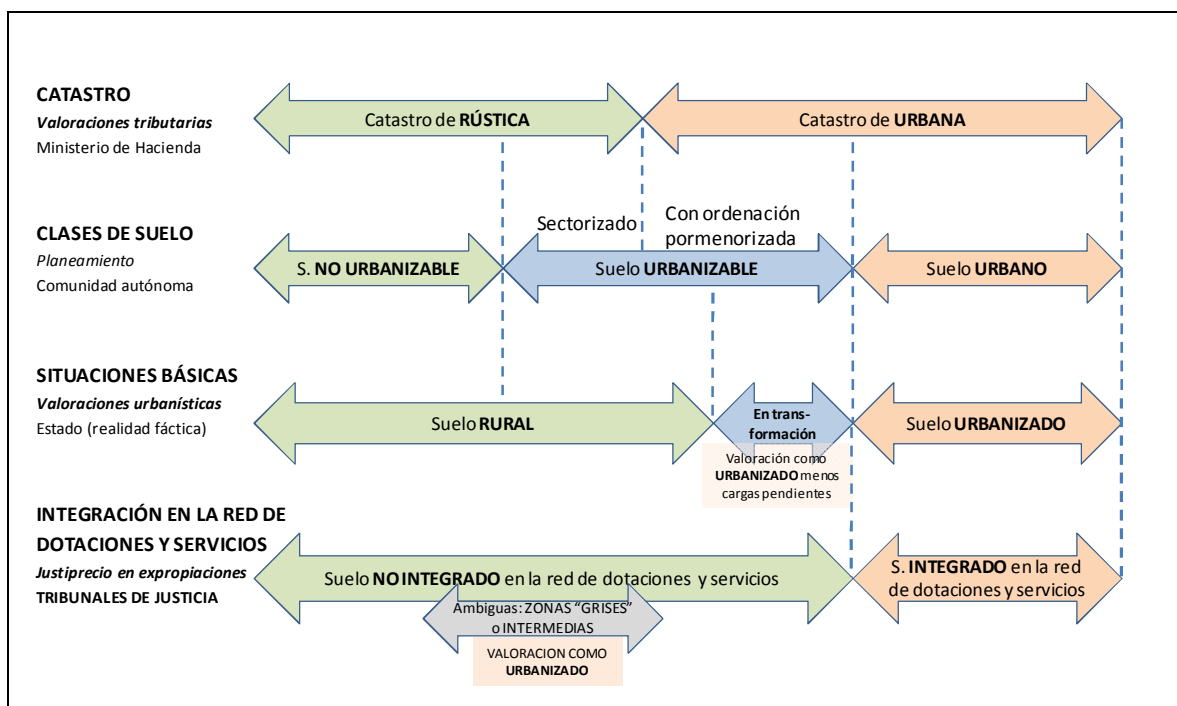 CATASTRO
Valoraciones tributarias
Ministerio de Hacienda
Catastro de RÚSTICA
Catastro de URBANA
CLASES DE SUELO
Planeamiento
Comunidad autónoma
Sectorizado
Con ordenación
pormenorizada
S. NO URBANIZABLE
Suelo URBANIZABLE
Suelo URBANO
SITUACIONES BÁSICAS
Valoraciones urbanísticas
Estado (realidad fáctica)
Suelo RURAL
En trans-
formación
Valoración como
URBANIZADO menos
cargas pendientes
Suelo URBANIZADO
INTEGRACIÓN EN LA RED DE
DOTACIONES Y SERVICIOS
Justiprecio en expropiaciones
TRIBUNALES DE JUSTICIA
Suelo NO INTEGRADO en la red de dotaciones y servicios
Ambiguas: ZONAS “GRISES”
o INTERMEDIAS
VALORACION COMO
URBANIZADO
S. INTEGRADO en la red
de dotaciones y servicios